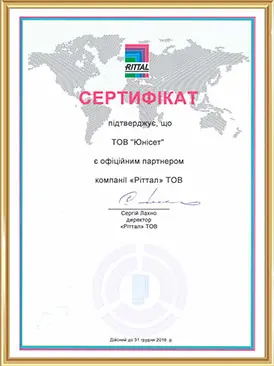 RITTAL
СЕРТИФІКАТ
підтверджує, що
ТОВ "Юнісет"
є офіційним партнером
компанії «Ріттал» ТОВ
Сергій Лахно
директор
«Ріттал» ТОВ
Дійсний до 31 грудня 2016 р.